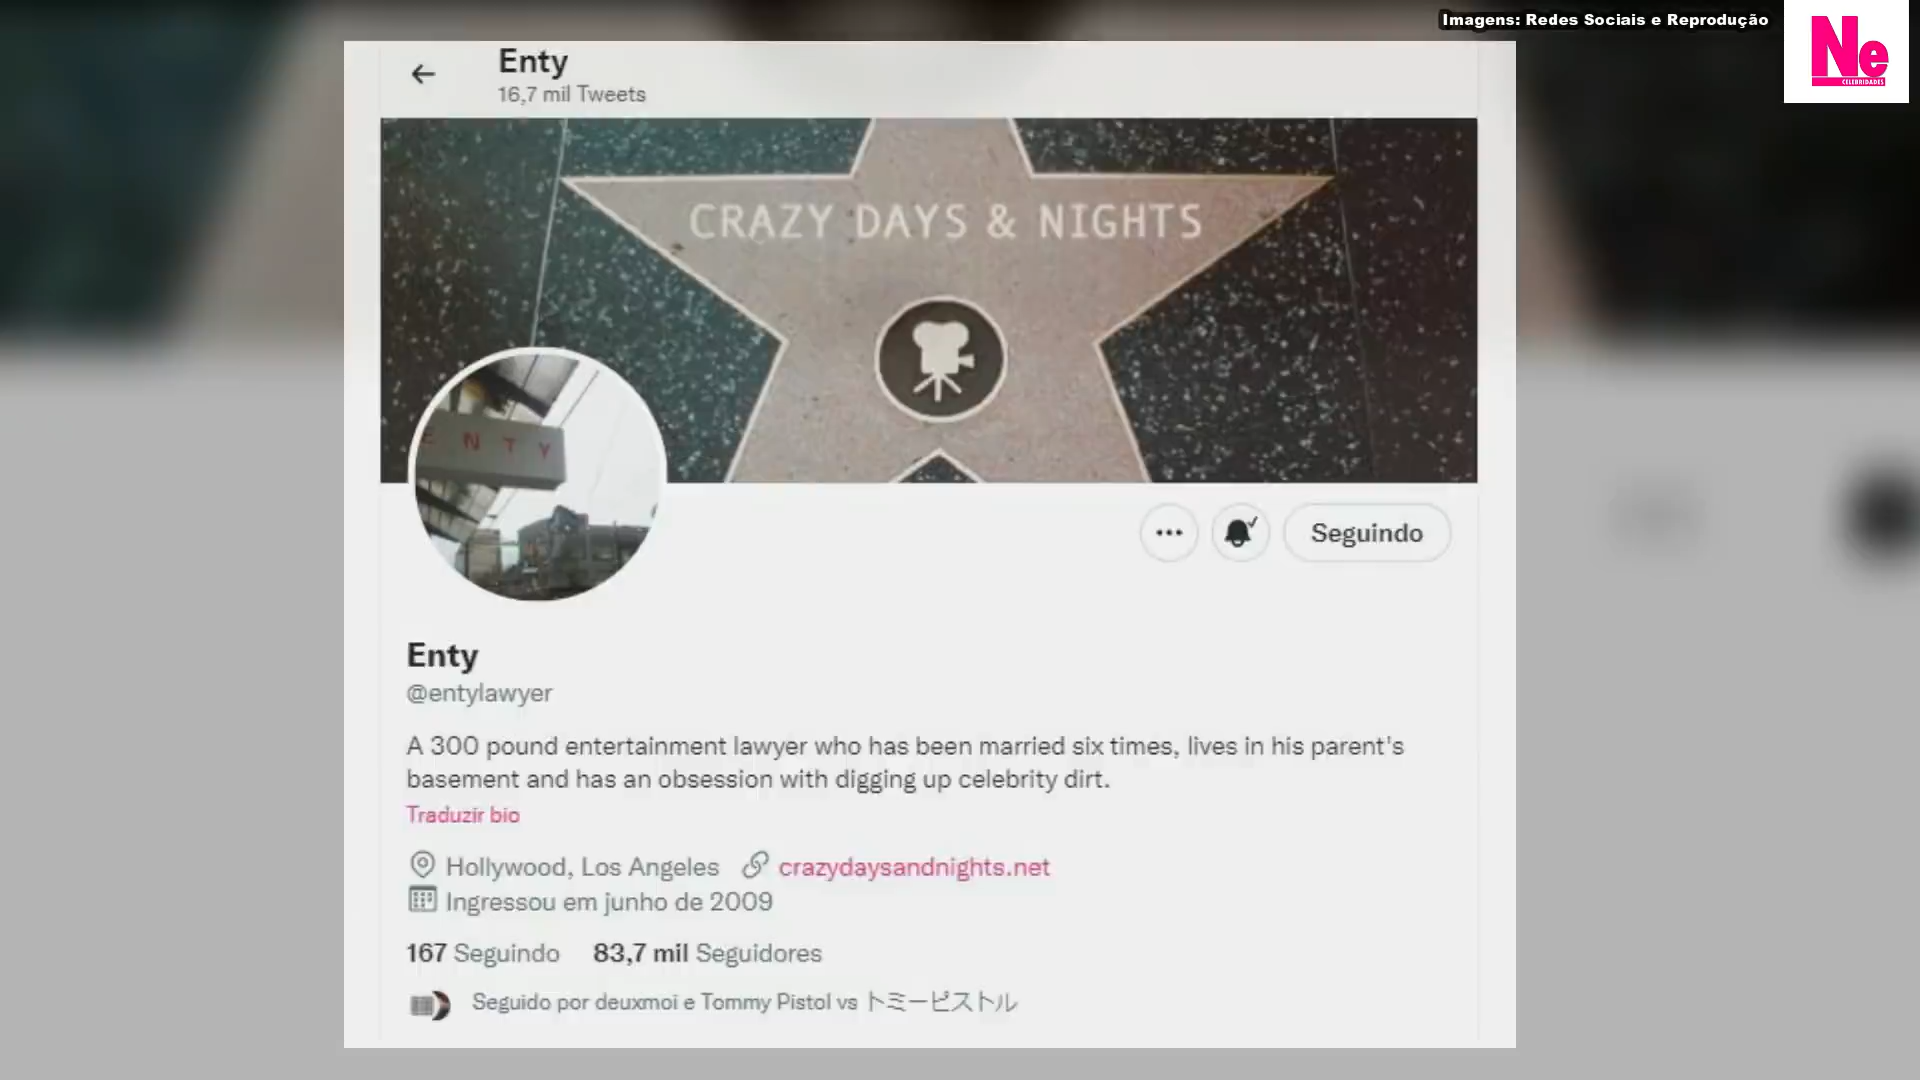 Imagens: Redes Sociais e Reprodução
Ne
CELEBRIDADES
Enty
16,7 mil Tweets
CRAZY DAYS & NIGHTS
ENTY
Seguindo
Enty
@entylawyer
A 300 pound entertainment lawyer who has been married six times, lives in his parent's
basement and has an obsession with digging up celebrity dirt.
Traduzir bio
Hollywood, Los Angeles crazydaysandnights.net
Ingressou em junho de 2009
167 Seguindo 83,7 mil Seguidores
Seguido por deuxmoi e Tommy Pistol vs トミーピストル